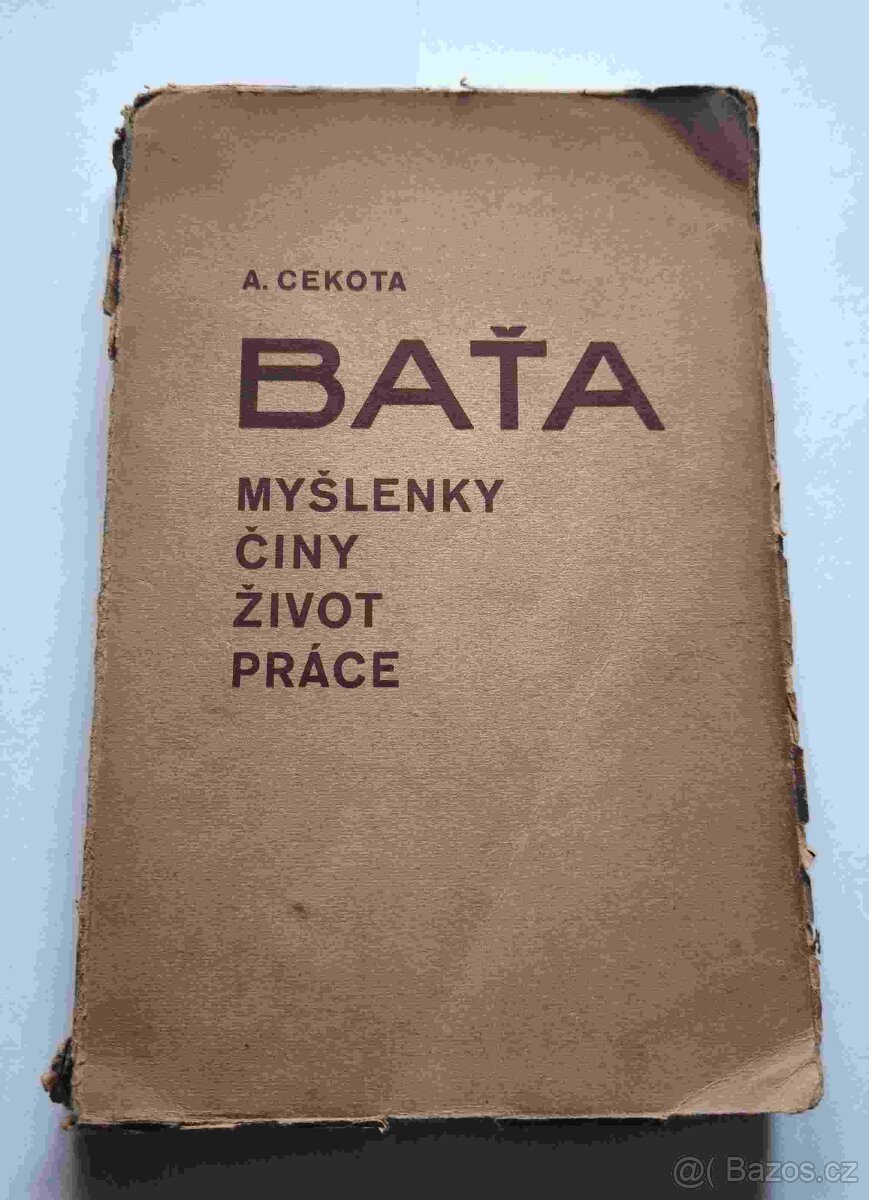 A. CEKOTA
BAŤA
MYŠLENKY
ČINY
ŽIVOT
PRÁCE
@( Bazos.cz